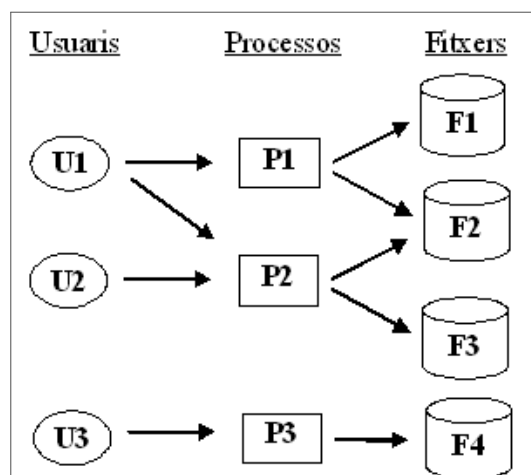 Usuaris Processos Fitxers
F1
U1 P1
F2
U2 P2
F3
U3 P3 F4